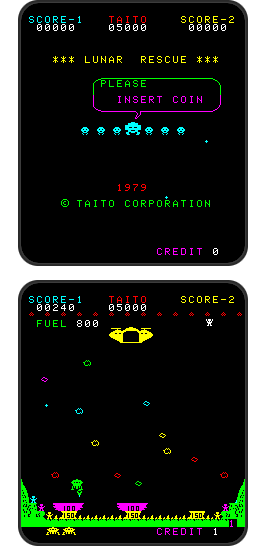 SCORE-1 TAITO SCORE-2
00000 05000 00000
*** LUNAR RESCUE ***
PLEASE
INSERT COIN
1979
© TAITO CORPORATION
CREDIT 0
SCORE-1 TAITO SCORE-2
00240 05000
FUEL 800
100 100
150 150 150
CREDIT 1